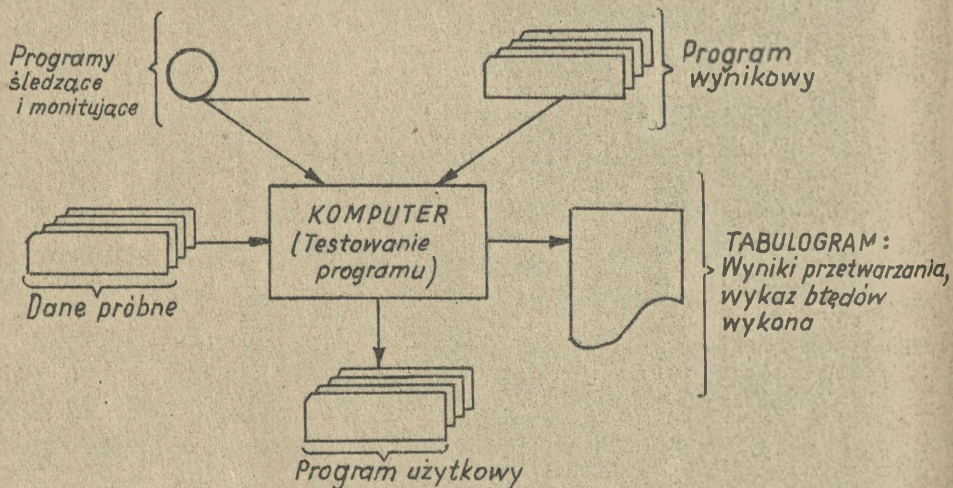 Programy
śledzące
i monitujące
Program
wynikowy
KOMPUTER
(Testowanie
programu)
Dane próbne
TABULOGRAM:
Wyniki przetwarzania,
wykaz błędów
wykona
Program użytkowy